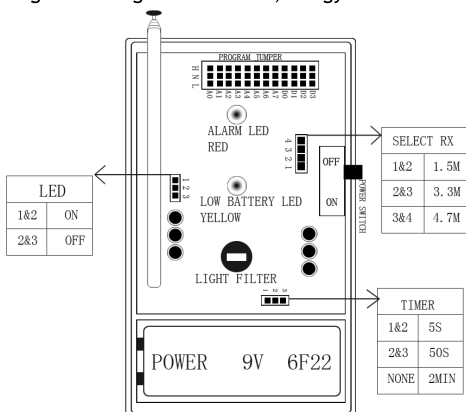 PROGRAM JUMPER
H N L
A0 A1 A2 A3 A4 A5 A6 A7 D0 D1 D2 D3
ALARM LED
RED
4 3 2 1
OFF
ON
POWER SWITCH
SELECT RX
1&2 1.5M
2&3 3.3M
3&4 4.7M
LED
1&2 ON
2&3 OFF
1 2 3
LOW BATTERY LED
YELLOW
LIGHT FILTER
1 2 3
TIMER
1&2 5S
2&3 50S
NONE 2MIN
POWER 9V 6F22